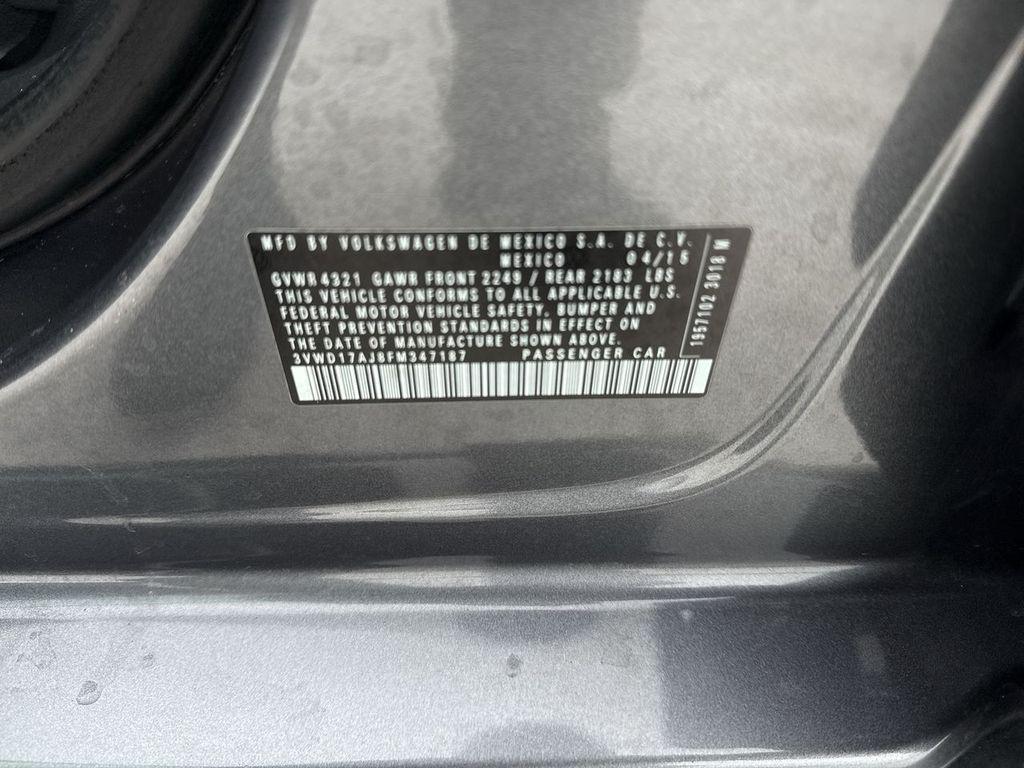 MFD BY VOLKSWAGEN DE MEXICO S.A. DE C.V.
MEXICO 04/15
GVWR 4321 GAWR FRONT 2249 / REAR 2183 LBS
THIS VEHICLE CONFORMS TO ALL APPLICABLE U.S.
FEDERAL MOTOR VEHICLE SAFETY, BUMPER AND
THEFT PREVENTION STANDARDS IN EFFECT ON
THE DATE OF MANUFACTURE SHOWN ABOVE.
3VWD17AJ8FM347187 PASSENGER CAR
1957102 3018 M